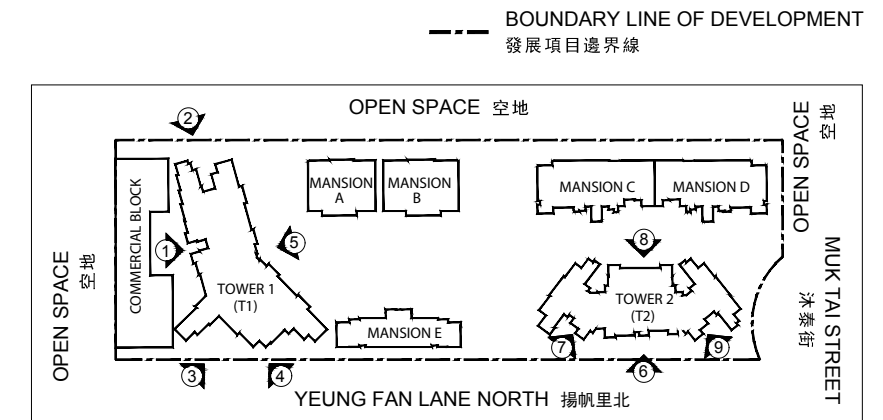 BOUNDARY LINE OF DEVELOPMENT
發展項目邊界線
OPEN SPACE 空地
②
OPEN SPACE
空地
MANSION
A
MANSION
B
MANSION C
MANSION D
COMMERCIAL BLOCK
①
⑤
⑧
OPEN SPACE
空地
TOWER 1
(T1)
TOWER 2
(T2)
MUK TAI STREET
沐泰街
MANSION E
⑦
⑨
③
④
⑥
YEUNG FAN LANE NORTH 揚帆里北